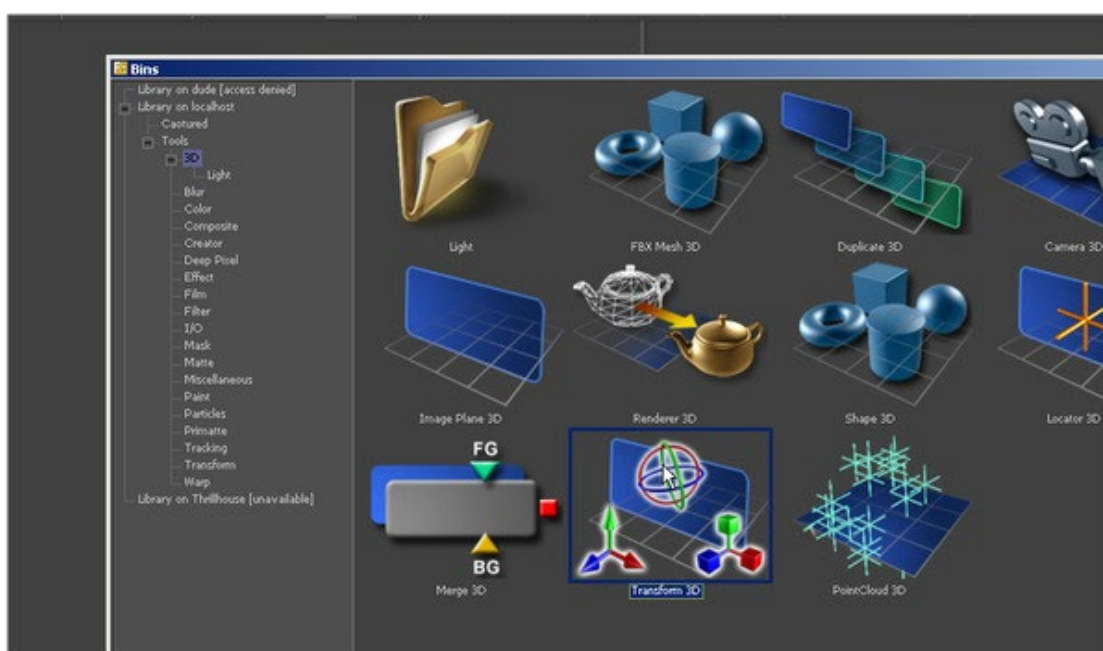 Bins
Library on dude [access denied]
Library on localhost
Caotured
Tools
3D
Light
Blur
Color
Composite
Creator
Deep Pixel
Effect
Film
Filter
I/O
Mask
Matte
Miscellaneous
Paint
Particles
Primatte
Tracking
Transform
Warp
Library on Thrillhouse [unavailable]
Light
FBX Mesh 3D
Duplicate 3D
Camera 3D
Image Plane 3D
Renderer 3D
Shape 3D
Locator 3D
FG
BG
Merge 3D
Transform 3D
PointCloud 3D